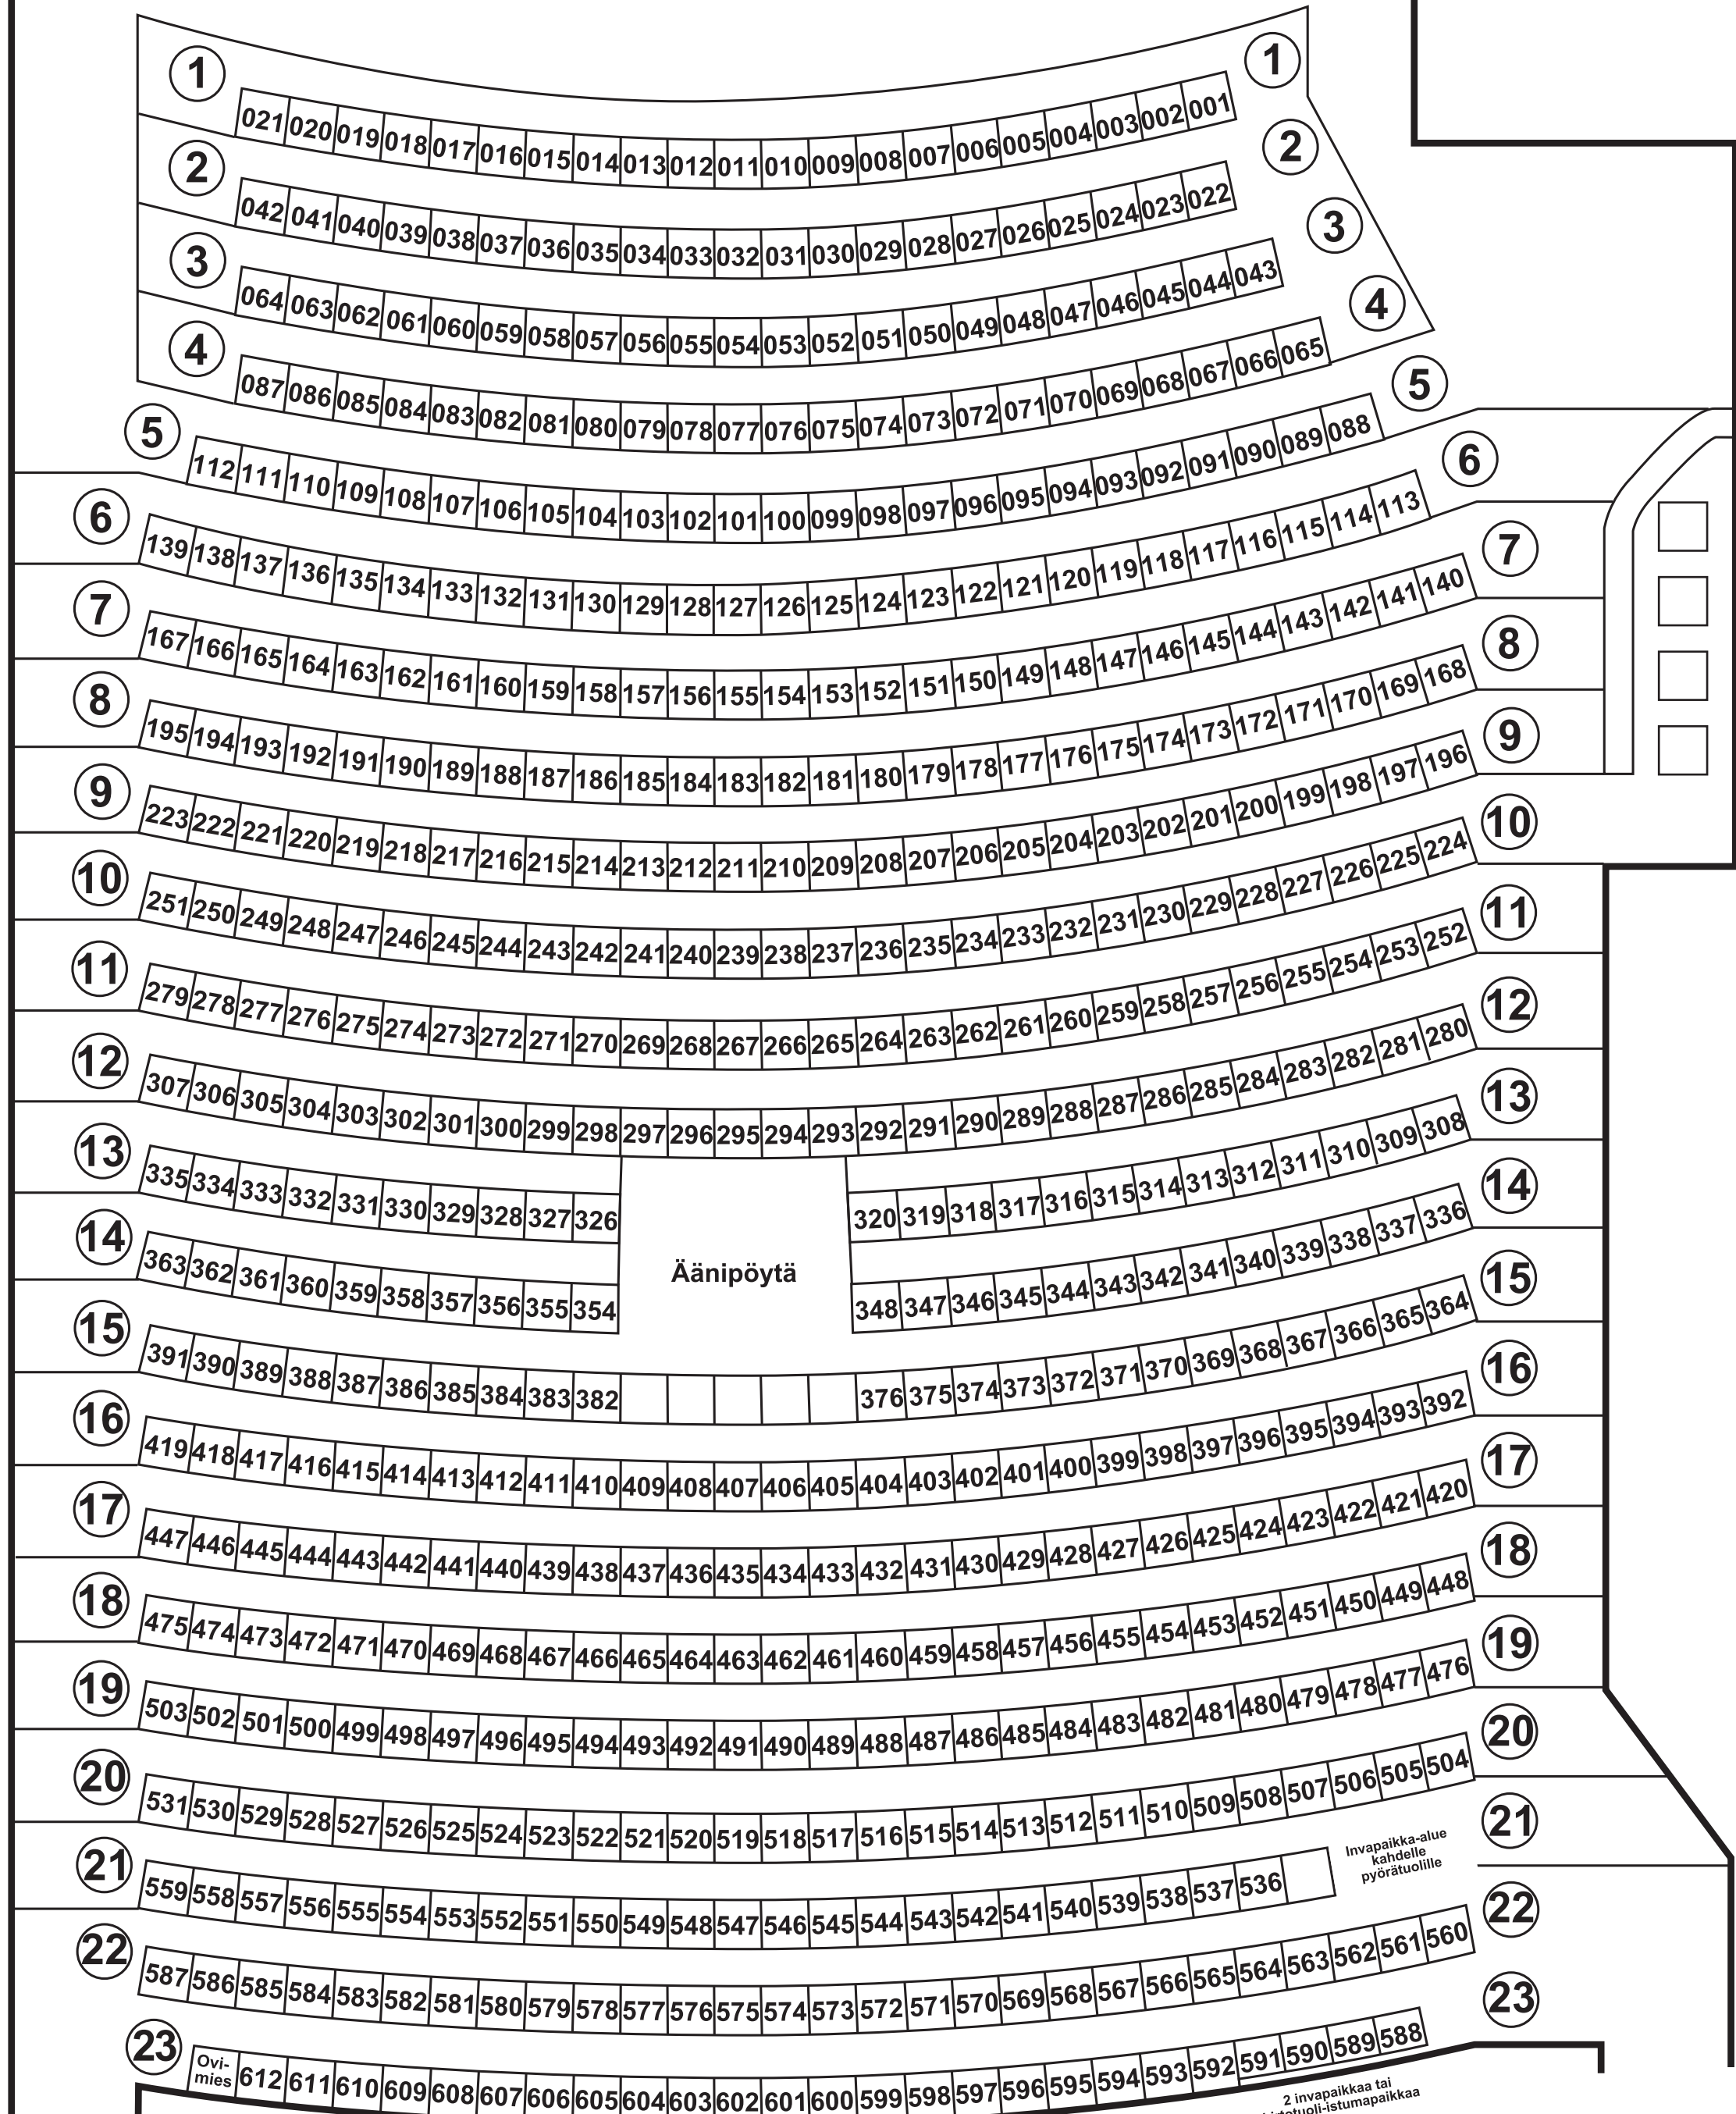 1 021 020 019 018 017 016 015 014 013 012 011 010 009 008 007 006 005 004 003 002 001 1
2 042 041 040 039 038 037 036 035 034 033 032 031 030 029 028 027 026 025 024 023 022 2
3 064 063 062 061 060 059 058 057 056 055 054 053 052 051 050 049 048 047 046 045 044 043 3
4 087 086 085 084 083 082 081 080 079 078 077 076 075 074 073 072 071 070 069 068 067 066 065 4
5 112 111 110 109 108 107 106 105 104 103 102 101 100 099 098 097 096 095 094 093 092 091 090 089 088 5
6 139 138 137 136 135 134 133 132 131 130 129 128 127 126 125 124 123 122 121 120 119 118 117 116 115 114 113 6
7 167 166 165 164 163 162 161 160 159 158 157 156 155 154 153 152 151 150 149 148 147 146 145 144 143 142 141 140 7
8 195 194 193 192 191 190 189 188 187 186 185 184 183 182 181 180 179 178 177 176 175 174 173 172 171 170 169 168 8
9 223 222 221 220 219 218 217 216 215 214 213 212 211 210 209 208 207 206 205 204 203 202 201 200 199 198 197 196 9
10 251 250 249 248 247 246 245 244 243 242 241 240 239 238 237 236 235 234 233 232 231 230 229 228 227 226 225 224 10
11 279 278 277 276 275 274 273 272 271 270 269 268 267 266 265 264 263 262 261 260 259 258 257 256 255 254 253 252 11
12 307 306 305 304 303 302 301 300 299 298 297 296 295 294 293 292 291 290 289 288 287 286 285 284 283 282 281 280 12
13 335 334 333 332 331 330 329 328 327 326 320 319 318 317 316 315 314 313 312 311 310 309 308 13
Äänipöytä
14 363 362 361 360 359 358 357 356 355 354 348 347 346 345 344 343 342 341 340 339 338 337 336 14
15 391 390 389 388 387 386 385 384 383 382 376 375 374 373 372 371 370 369 368 367 366 365 364 15
16 419 418 417 416 415 414 413 412 411 410 409 408 407 406 405 404 403 402 401 400 399 398 397 396 395 394 393 392 16
17 447 446 445 444 443 442 441 440 439 438 437 436 435 434 433 432 431 430 429 428 427 426 425 424 423 422 421 420 17
18 475 474 473 472 471 470 469 468 467 466 465 464 463 462 461 460 459 458 457 456 455 454 453 452 451 450 449 448 18
19 503 502 501 500 499 498 497 496 495 494 493 492 491 490 489 488 487 486 485 484 483 482 481 480 479 478 477 476 19
20 531 530 529 528 527 526 525 524 523 522 521 520 519 518 517 516 515 514 513 512 511 510 509 508 507 506 505 504 20
21 559 558 557 556 555 554 553 552 551 550 549 548 547 546 545 544 543 542 541 540 539 538 537 536 21
Invapaikka-alue
kahdelle
pyörätuolille
22 587 586 585 584 583 582 581 580 579 578 577 576 575 574 573 572 571 570 569 568 567 566 565 564 563 562 561 560 22
23 Ovi-
mies 612 611 610 609 608 607 606 605 604 603 602 601 600 599 598 597 596 595 594 593 592 591 590 589 588 23
2 invapaikkaa tai